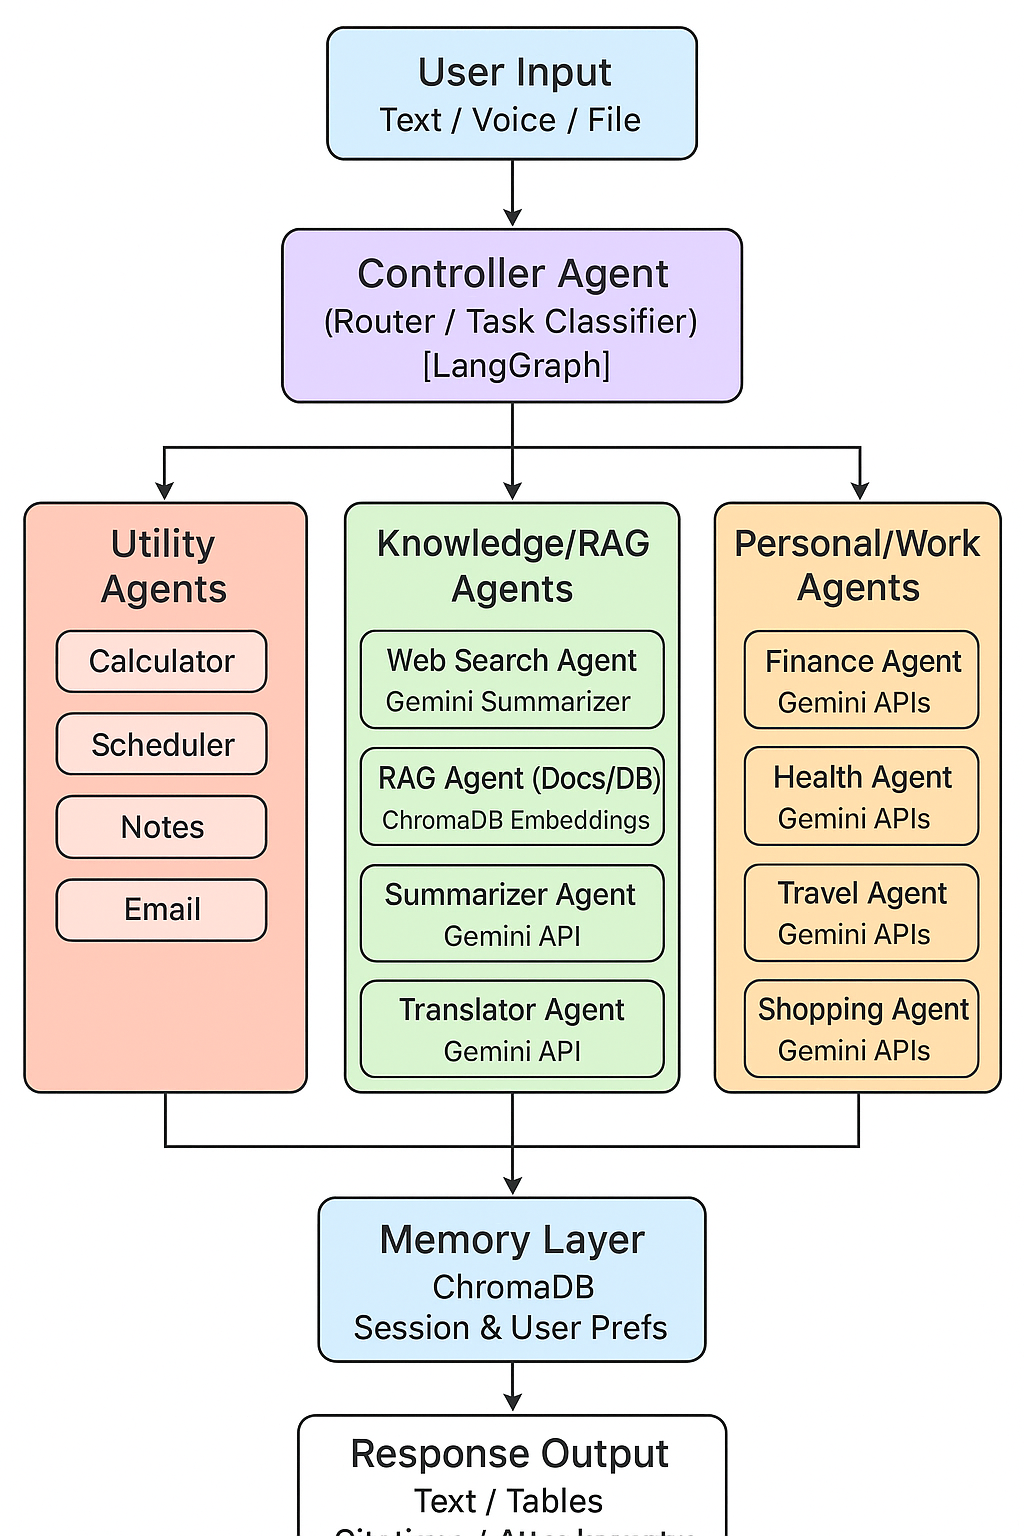 User Input
Text / Voice / File
Controller Agent
(Router / Task Classifier)
[LangGraph]
Utility
Agents
Calculator
Scheduler
Notes
Email
Knowledge/RAG
Agents
Web Search Agent
Gemini Summarizer
RAG Agent (Docs/DB)
ChromaDB Embeddings
Summarizer Agent
Gemini API
Translator Agent
Gemini API
Personal/Work
Agents
Finance Agent
Gemini APIs
Health Agent
Gemini APIs
Travel Agent
Gemini APIs
Shopping Agent
Gemini APIs
Memory Layer
ChromaDB
Session & User Prefs
Response Output
Text / Tables